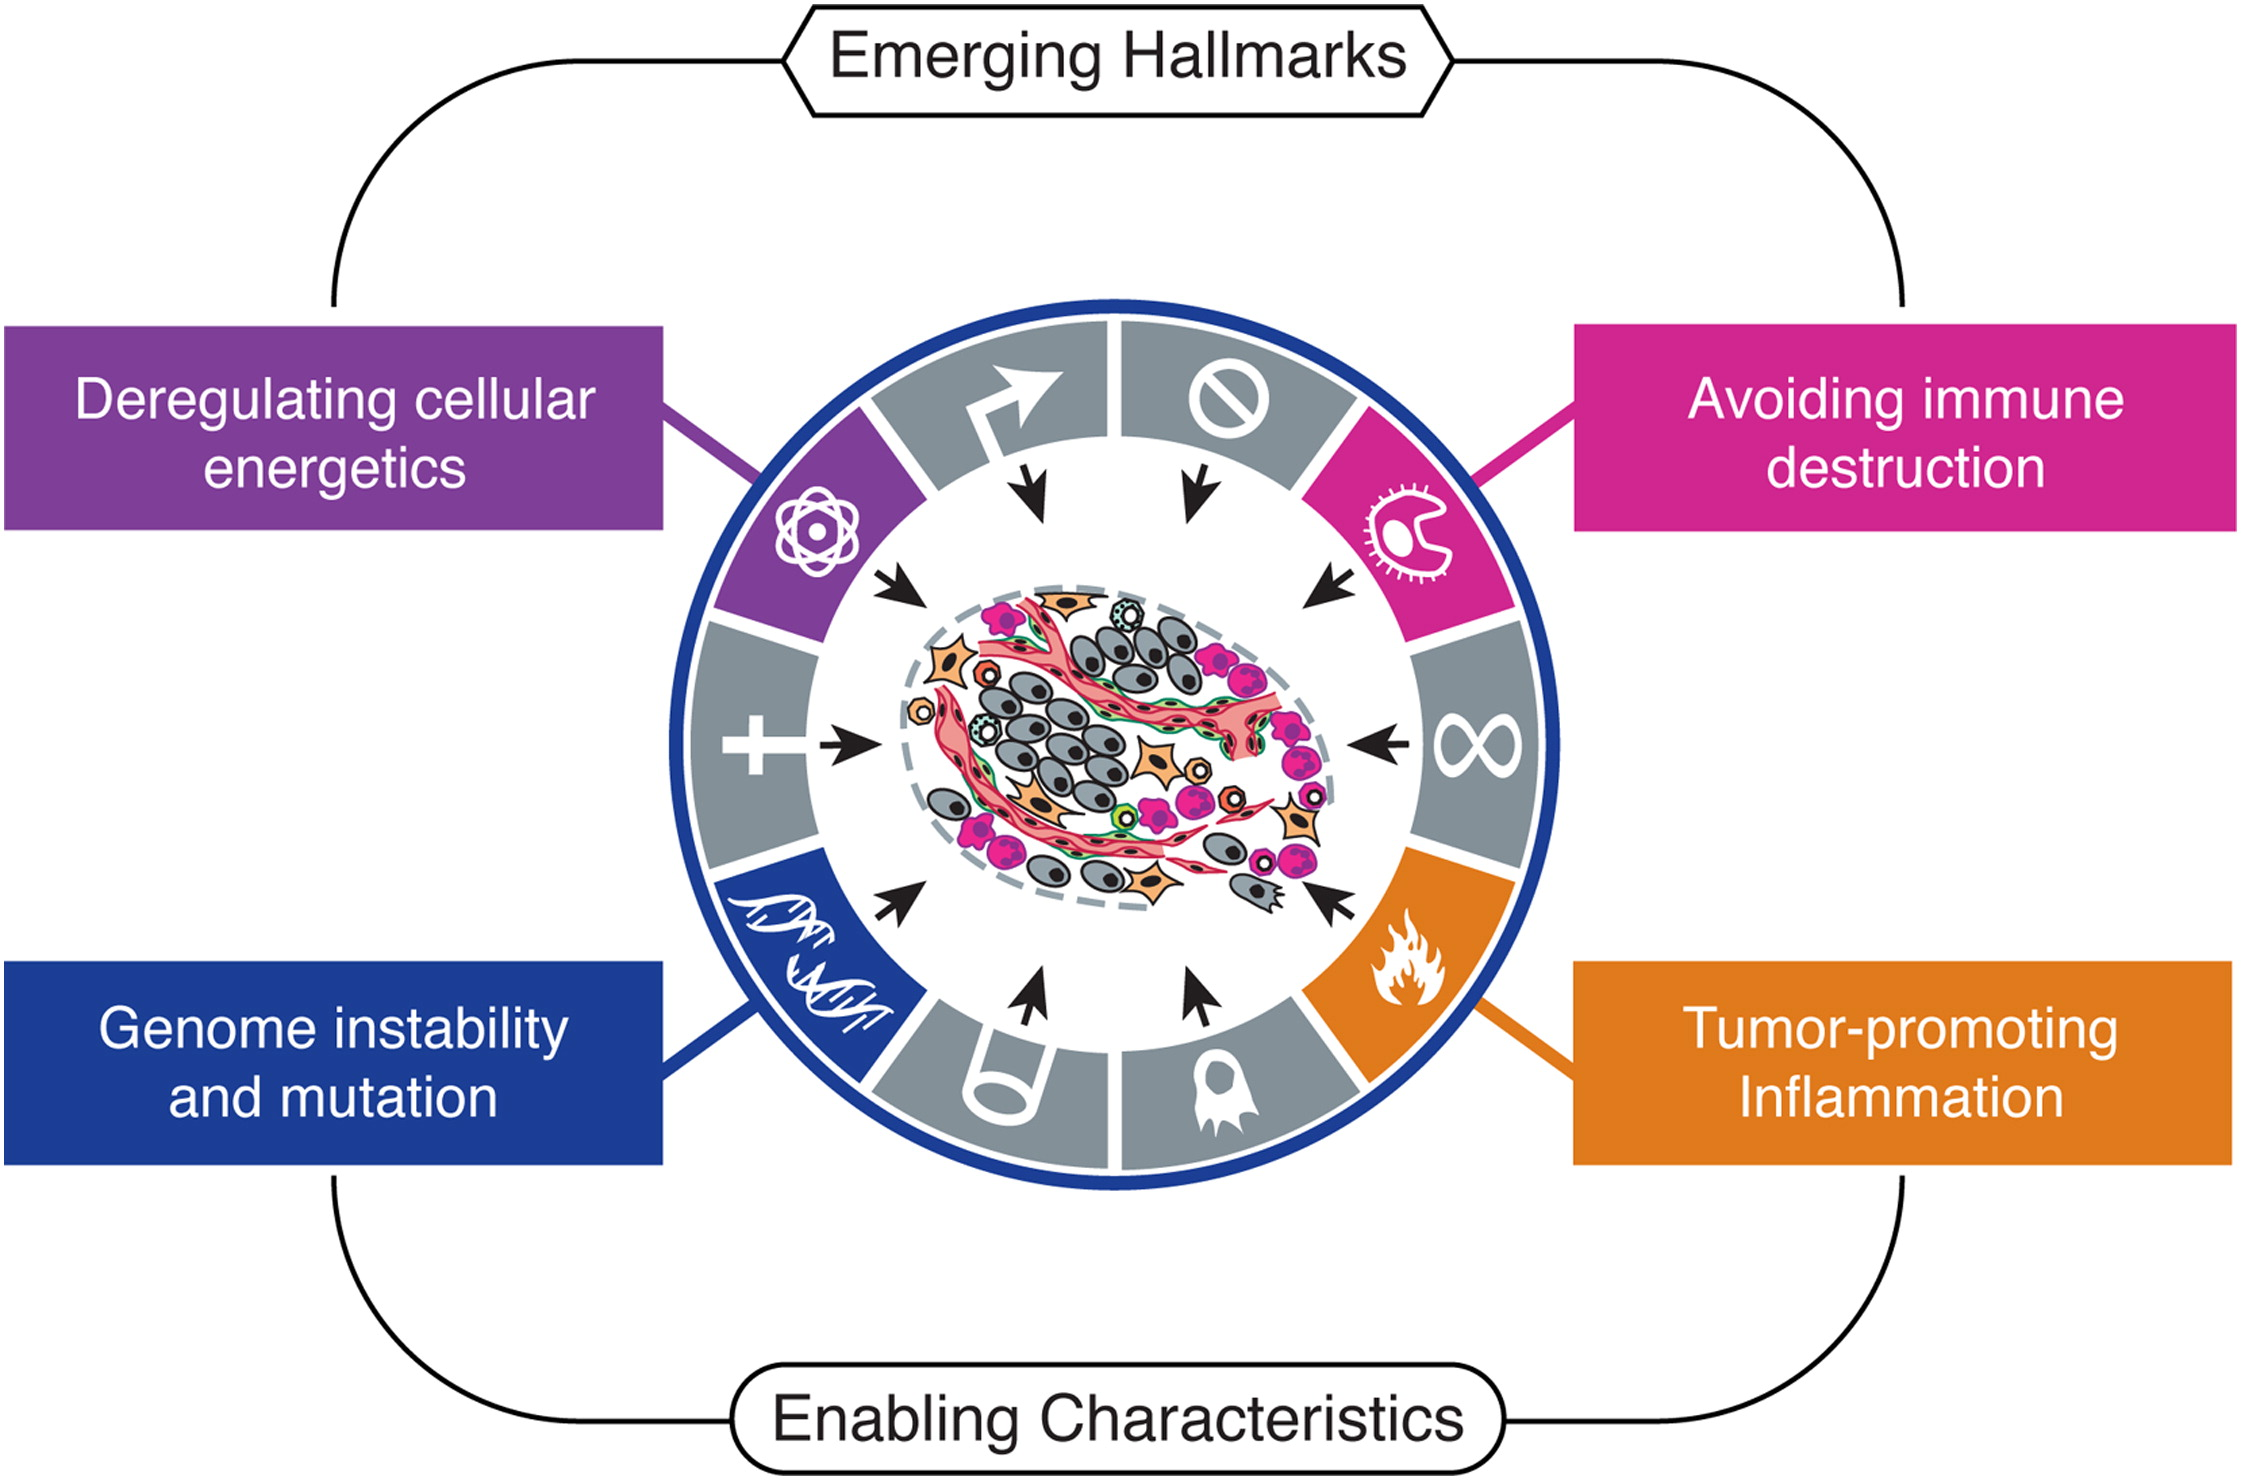 Emerging Hallmarks
Deregulating cellular
energetics
Avoiding immune
destruction
Genome instability
and mutation
Tumor-promoting
Inflammation
Enabling Characteristics